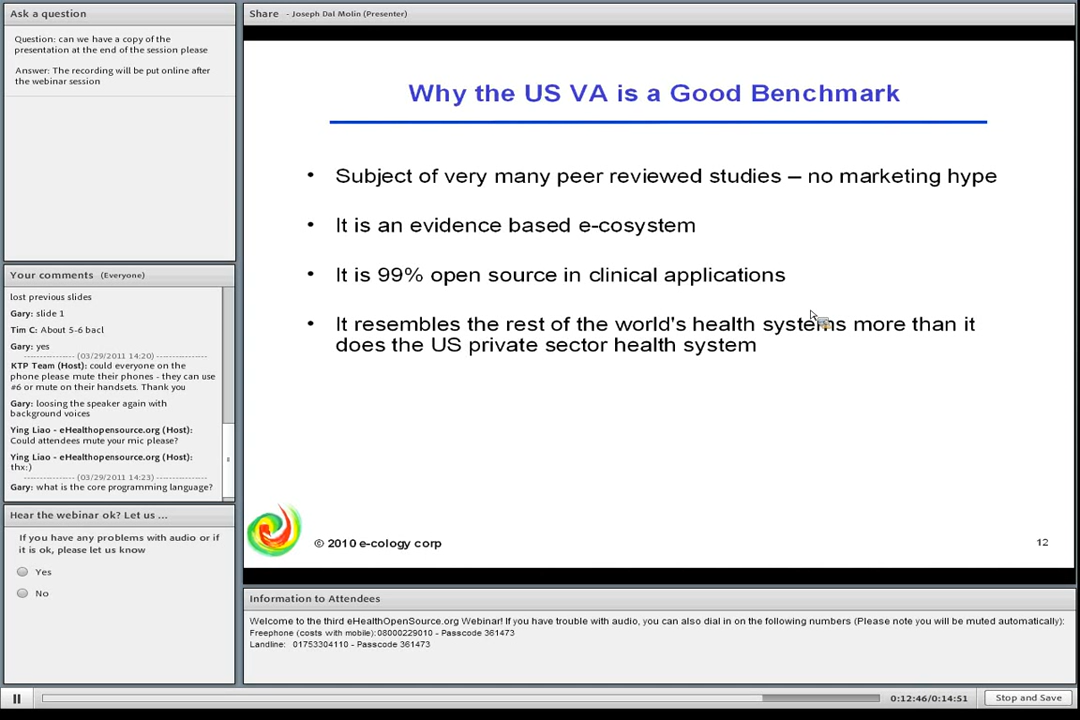 Ask a question
Question: can we have a copy of the
presentation at the end of the session please
Answer: The recording will be put online after
the webinar session
Your comments (Everyone)
lost previous slides
Gary: slide 1
Tim C: About 5-6 bacl
Gary: yes
---------------- (03/29/2011 14:20) ----------------
KTP Team (Host): could everyone on the
phone please mute their phones - they can use
#6 or mute on their handsets. Thank you
Gary: loosing the speaker again with
background voices
Ying Liao - eHealthopensource.org (Host):
Could attendees mute your mic please?
Ying Liao - eHealthopensource.org (Host):
thx:)
---------------- (03/29/2011 14:23) ----------------
Gary: what is the core programming language?
Hear the webinar ok? Let us ...
If you have any problems with audio or if
it is ok, please let us know
Yes
No
Share - Joseph Dal Molin (Presenter)
Why the US VA is a Good Benchmark
• Subject of very many peer reviewed studies – no marketing hype
• It is an evidence based e-cosystem
• It is 99% open source in clinical applications
• It resembles the rest of the world's health systems more than it
does the US private sector health system
© 2010 e-cology corp
12
Information to Attendees
Welcome to the third eHealthOpenSource.org Webinar! If you have trouble with audio, you can also dial in on the following numbers (Please note you will be muted automatically):
Freephone (costs with mobile): 08000229010 - Passcode 361473
Landline: 01753304110 - Passcode 361473
0:12:46/0:14:51
Stop and Save